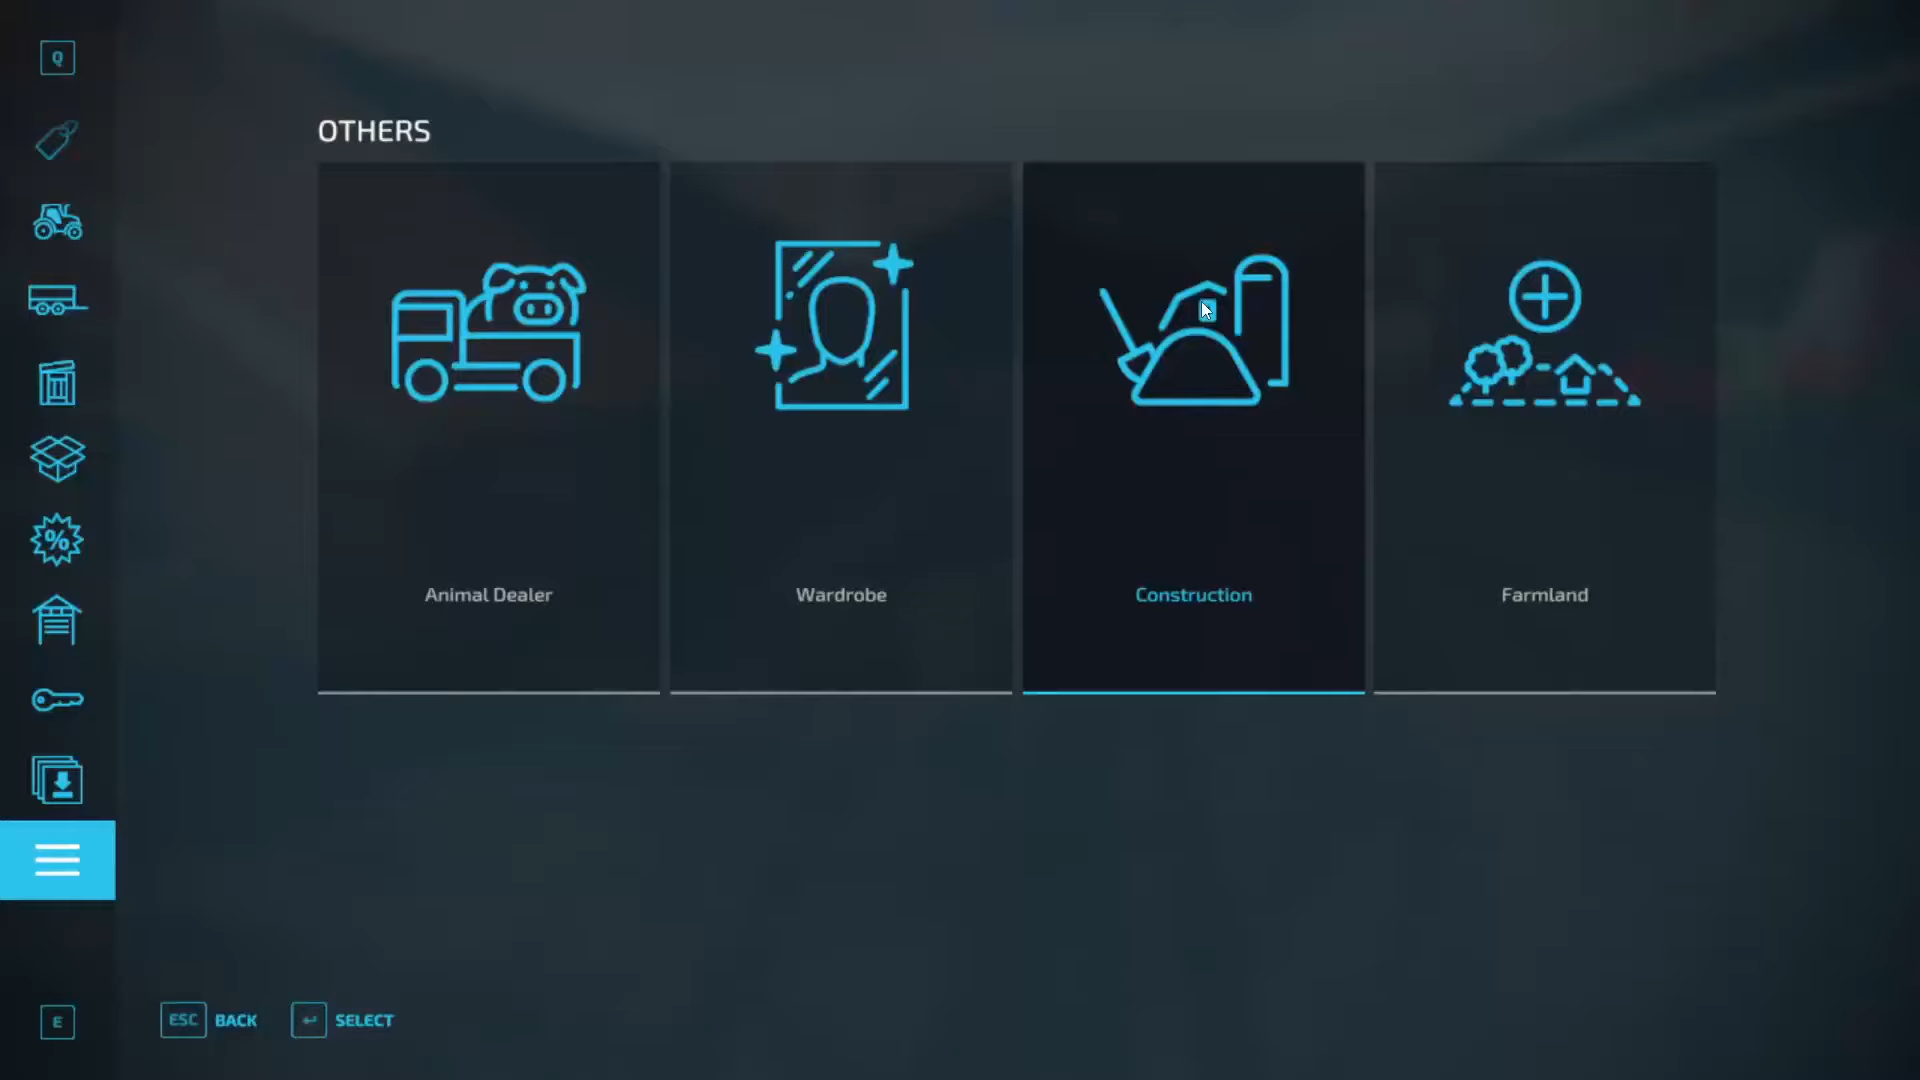 Q
OTHERS
%
Animal Dealer
Wardrobe
Construction
Farmland
E
ESC BACK
↵ SELECT